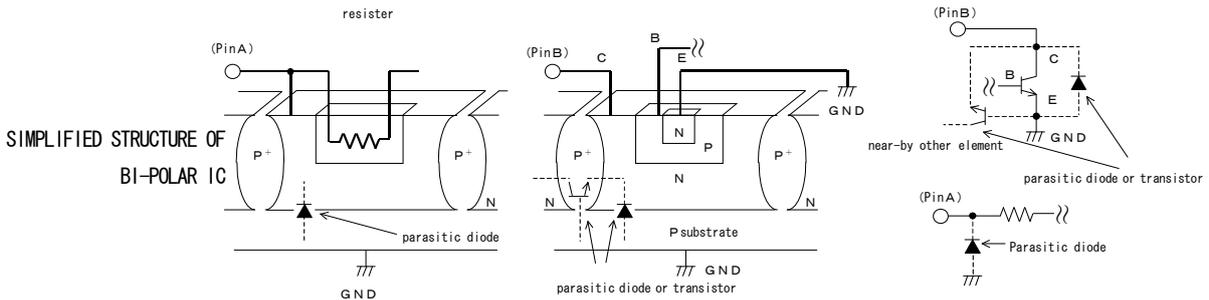 resister
(PinA)
P+
P+
N
parasitic diode
GND
SIMPLIFIED STRUCTURE OF
BI-POLAR IC
(PinB)
C
B
E
GND
P+
N
P
P+
N
N
N
P substrate
GND
parasitic diode or transistor
(PinB)
C
B
E
GND
near-by other element
parasitic diode or transistor
(PinA)
Parasitic diode